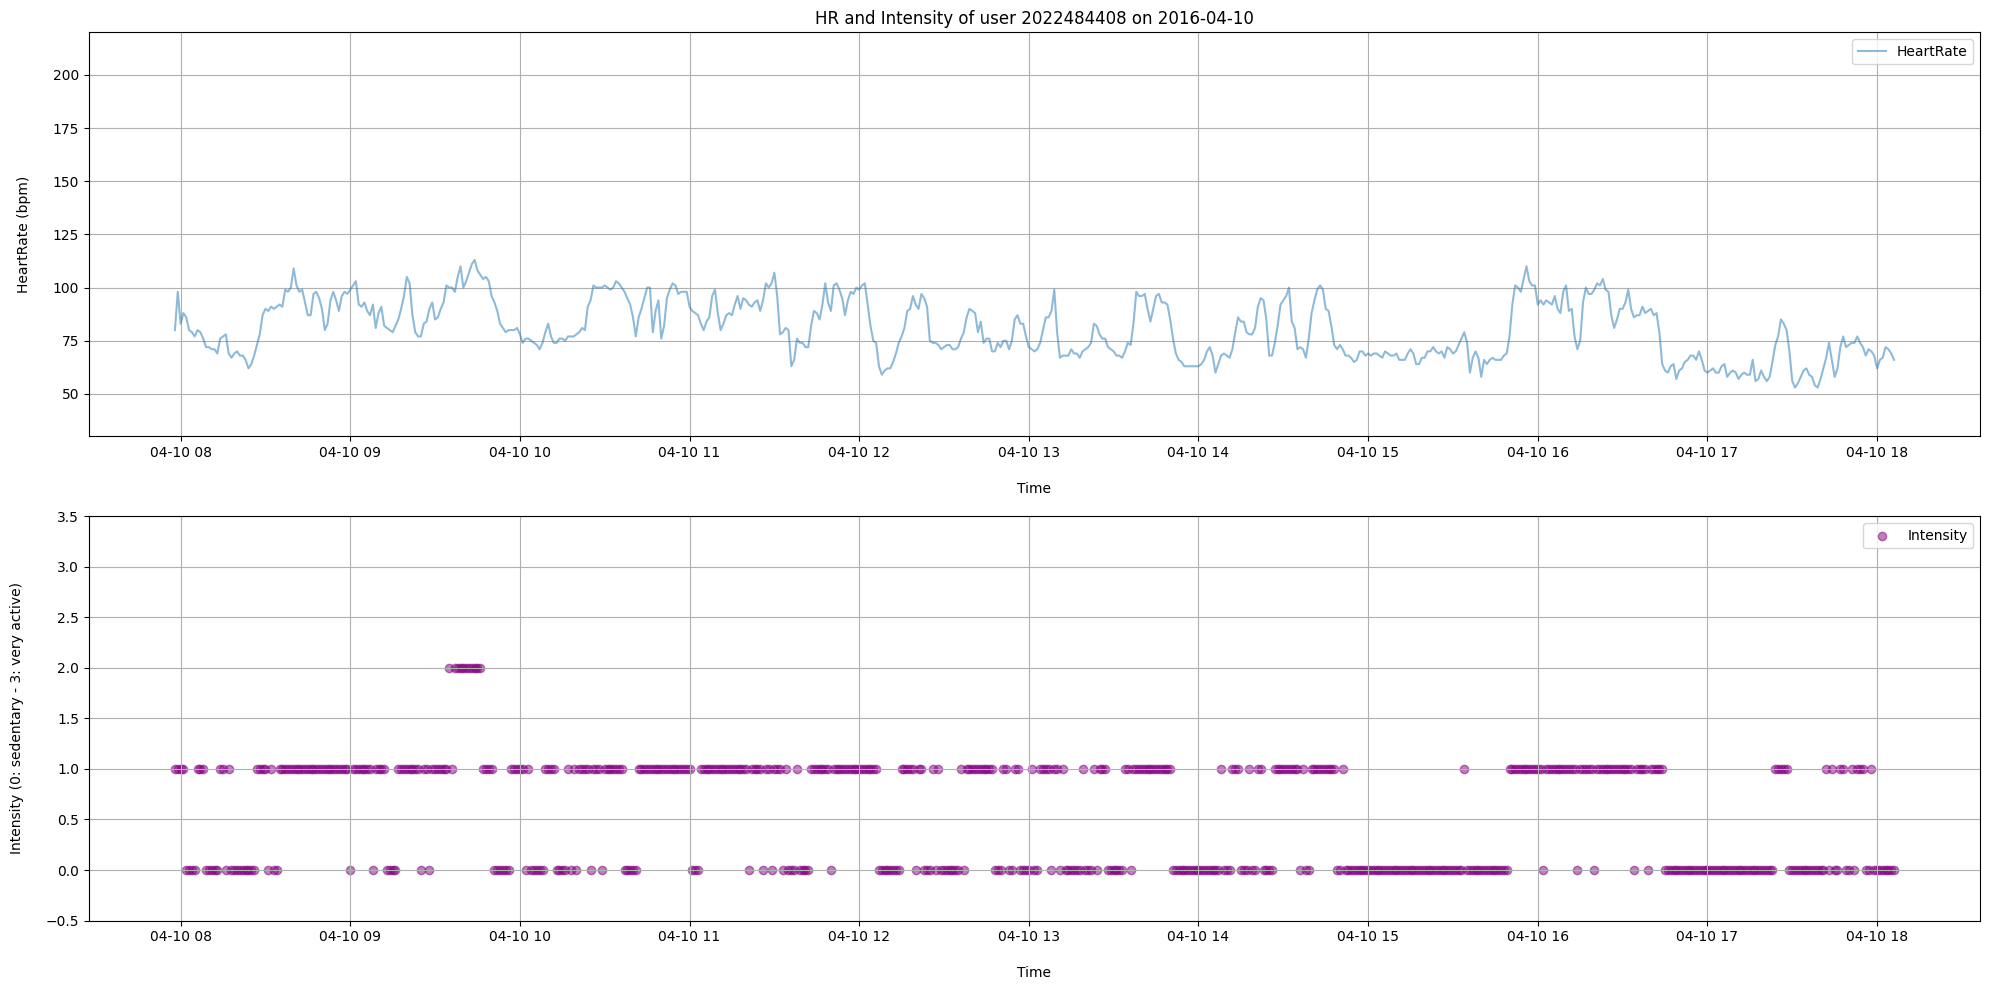 HR and Intensity of user 2022484408 on 2016-04-10
HeartRate
200
175
150
125
100
75
50
HeartRate (bpm)
04-10 08 04-10 09 04-10 10 04-10 11 04-10 12 04-10 13 04-10 14 04-10 15 04-10 16 04-10 17 04-10 18
Time
Intensity
3.5
3.0
2.5
2.0
1.5
1.0
0.5
0.0
−0.5
Intensity (0: sedentary - 3: very active)
04-10 08 04-10 09 04-10 10 04-10 11 04-10 12 04-10 13 04-10 14 04-10 15 04-10 16 04-10 17 04-10 18
Time